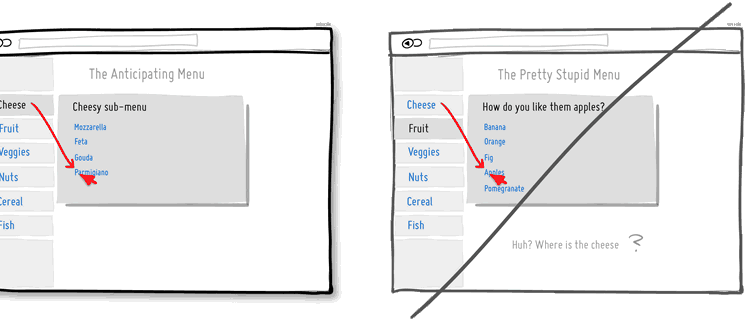 The Anticipating Menu
Cheese
Fruit
Veggies
Nuts
Cereal
Fish
Cheesy sub-menu
Mozzarella
Feta
Gouda
Parmigiano
The Pretty Stupid Menu
Cheese
Fruit
Veggies
Nuts
Cereal
Fish
How do you like them apples?
Banana
Orange
Fig
Apples
Pomegranate
Huh? Where is the cheese ?